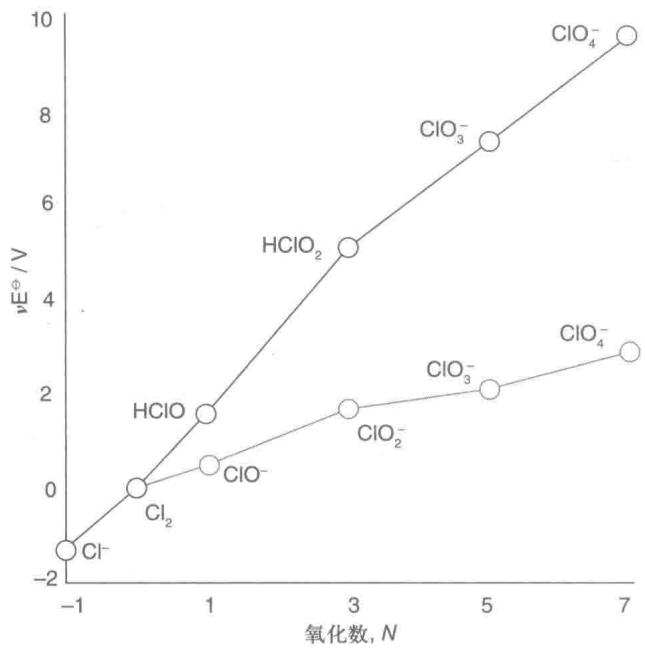 10
8
6
4
2
0
−2
νE⦵ / V
ClO₄⁻
ClO₃⁻
HClO₂
HClO
Cl₂
Cl⁻
ClO⁻
ClO₂⁻
ClO₃⁻
ClO₄⁻
−1 1 3 5 7
氧化数, N